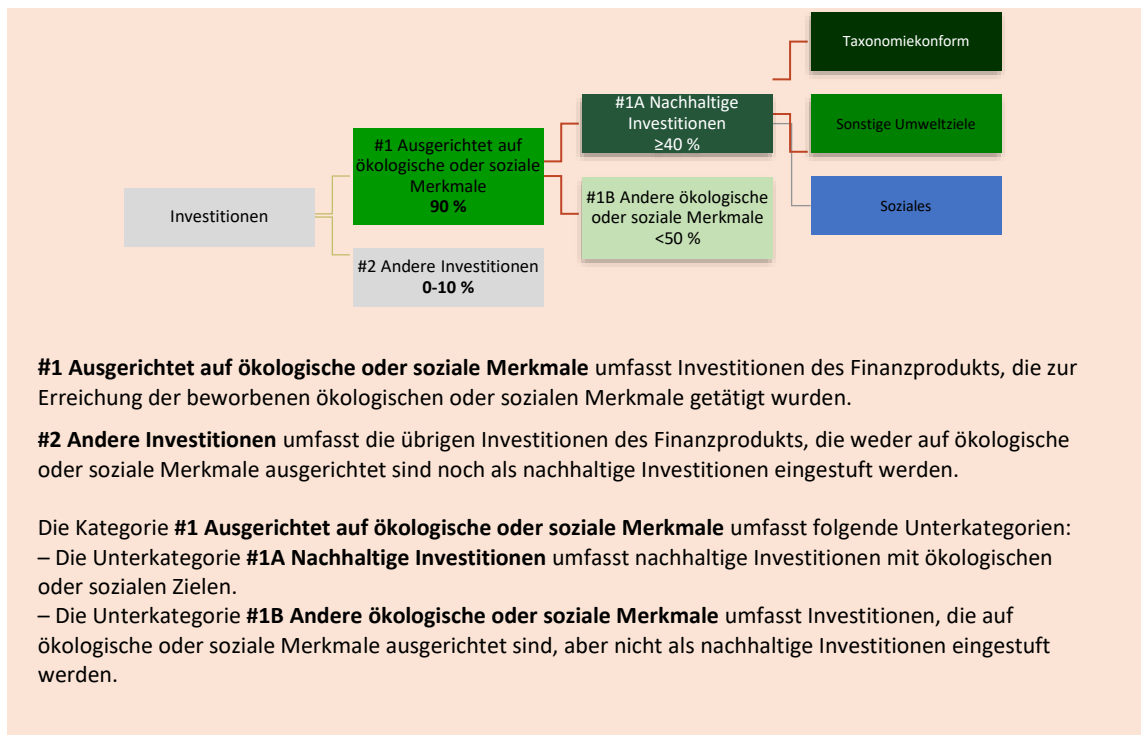 Taxonomiekonform
#1A Nachhaltige
Investitionen
≥40 %
Sonstige Umweltziele
#1 Ausgerichtet auf
ökologische oder soziale
Merkmale
90 %
#1B Andere ökologische
oder soziale Merkmale
<50 %
Soziales
Investitionen
#2 Andere Investitionen
0-10 %
#1 Ausgerichtet auf ökologische oder soziale Merkmale umfasst Investitionen des Finanzprodukts, die zur
Erreichung der beworbenen ökologischen oder sozialen Merkmale getätigt wurden.
#2 Andere Investitionen umfasst die übrigen Investitionen des Finanzprodukts, die weder auf ökologische
oder soziale Merkmale ausgerichtet sind noch als nachhaltige Investitionen eingestuft werden.
Die Kategorie #1 Ausgerichtet auf ökologische oder soziale Merkmale umfasst folgende Unterkategorien:
– Die Unterkategorie #1A Nachhaltige Investitionen umfasst nachhaltige Investitionen mit ökologischen
oder sozialen Zielen.
– Die Unterkategorie #1B Andere ökologische oder soziale Merkmale umfasst Investitionen, die auf
ökologische oder soziale Merkmale ausgerichtet sind, aber nicht als nachhaltige Investitionen eingestuft
werden.